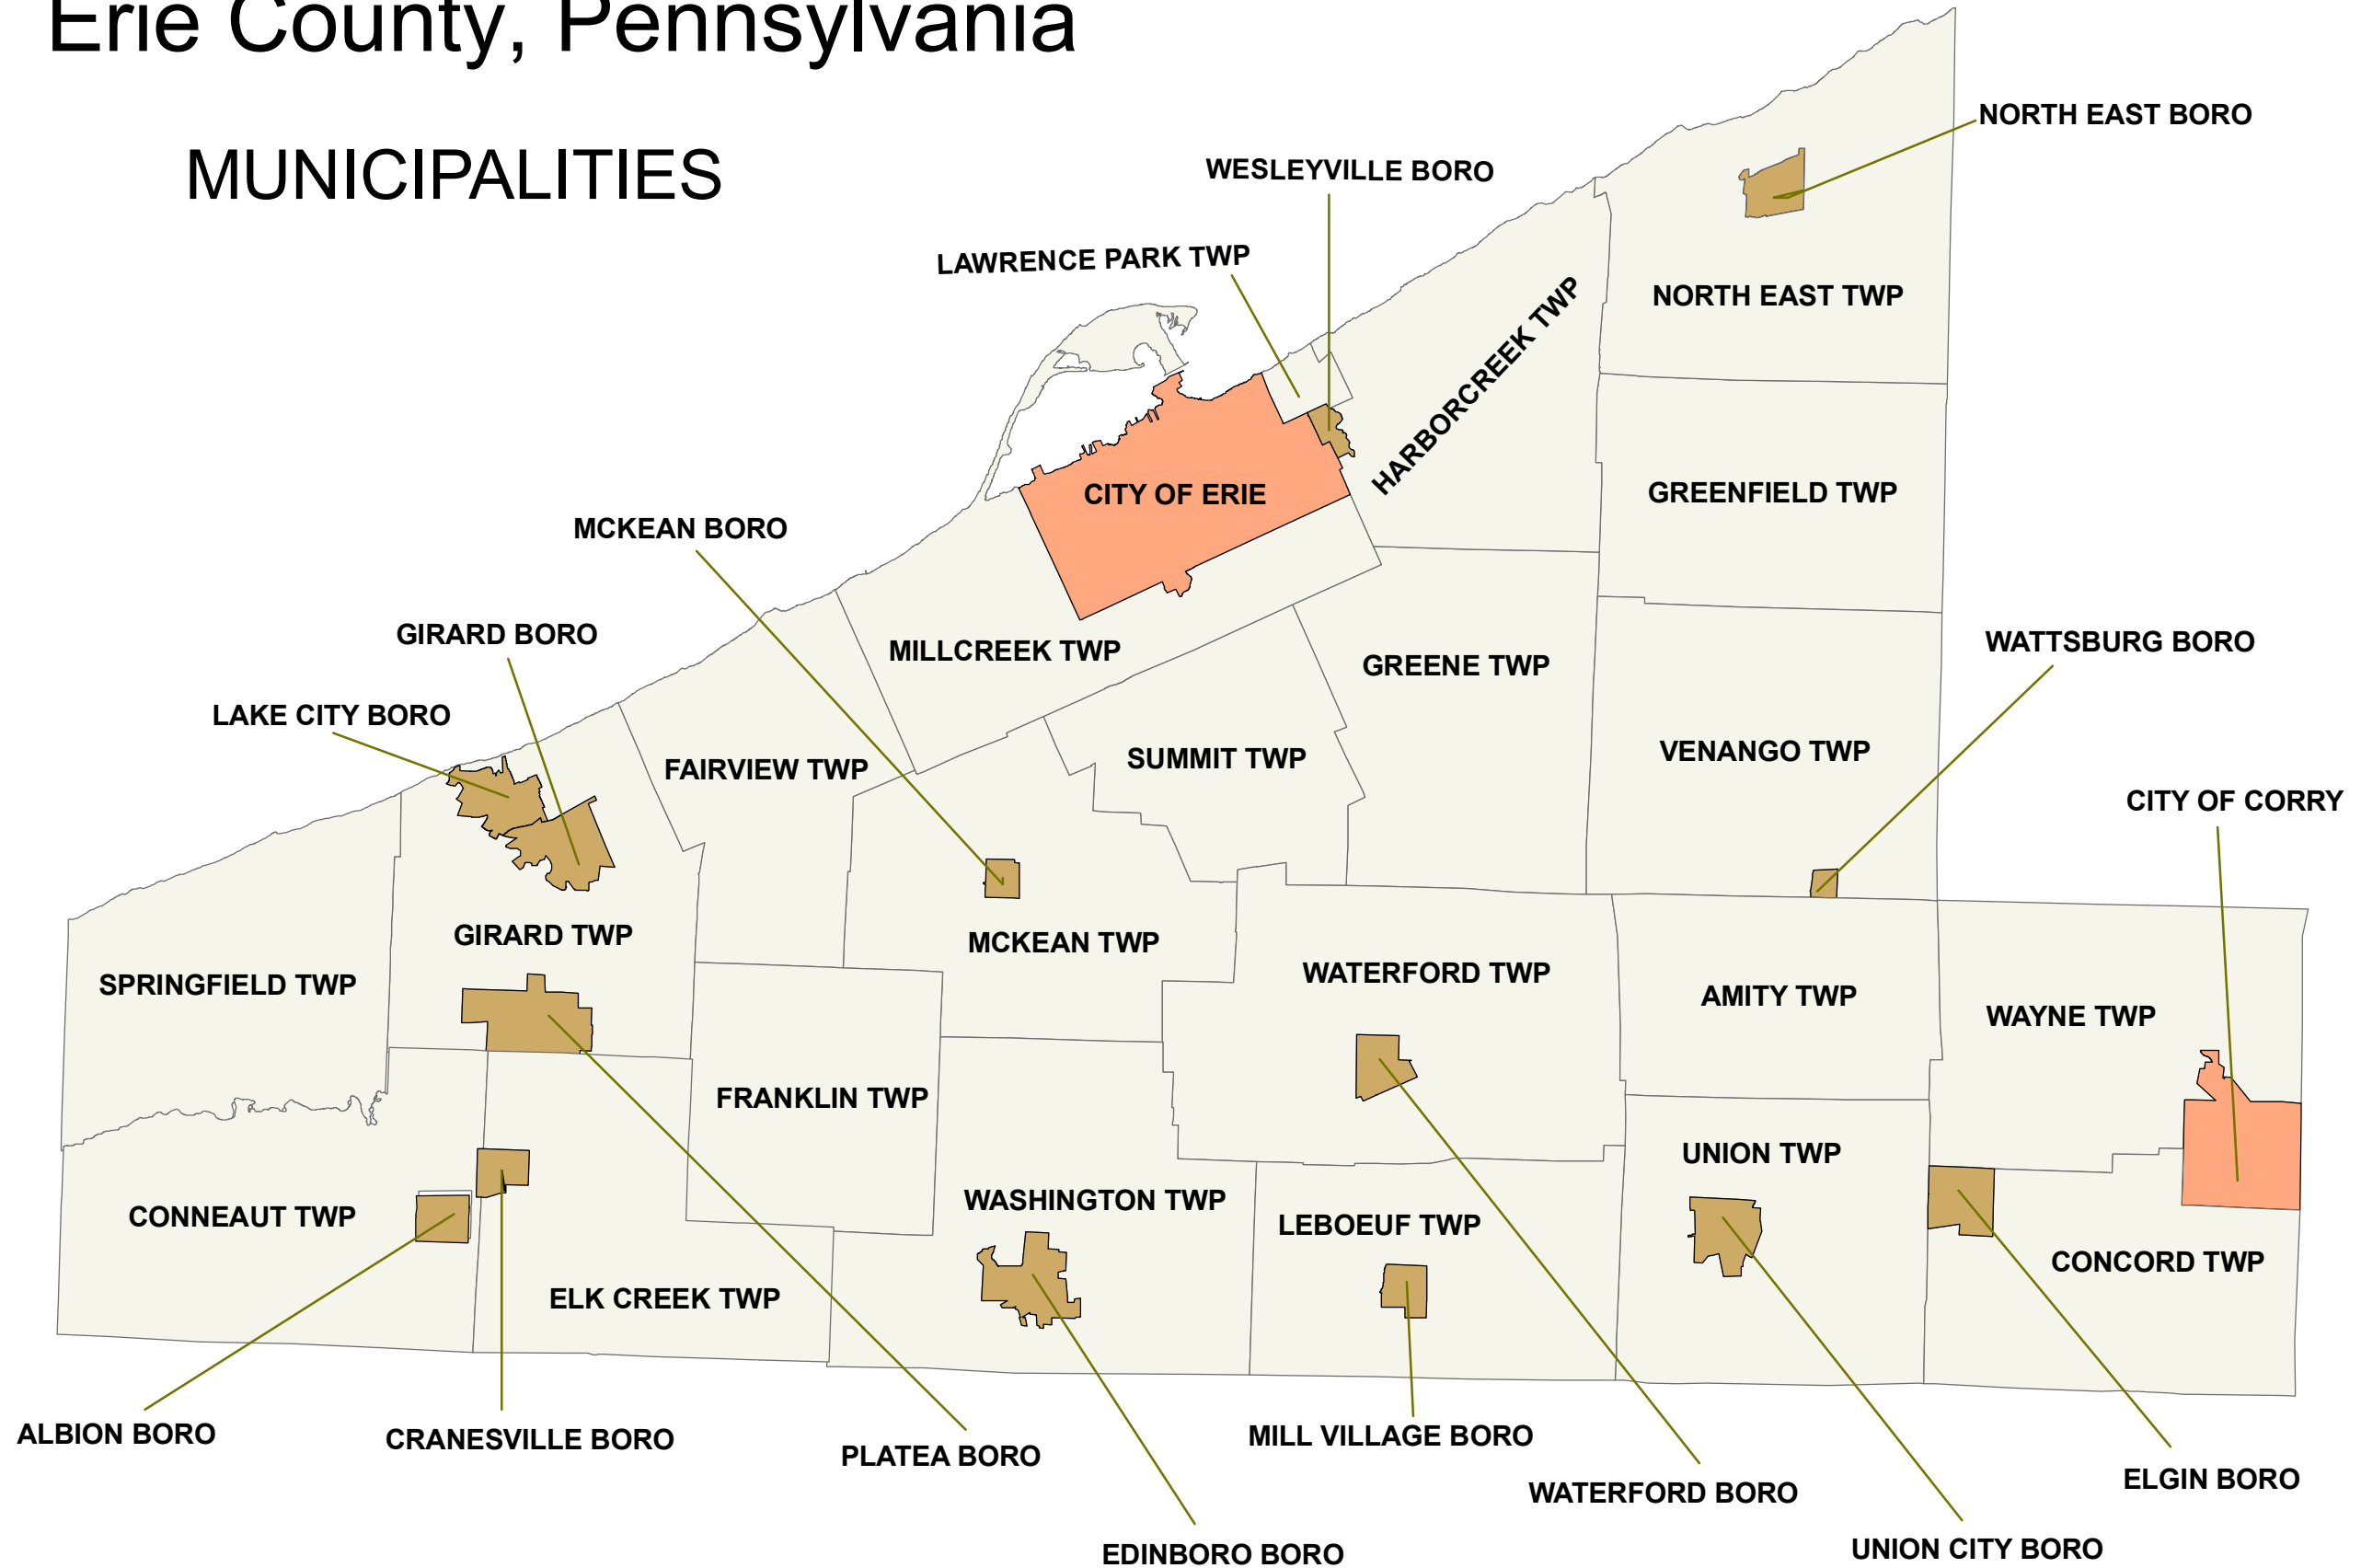 Erie County, Pennsylvania
MUNICIPALITIES
NORTH EAST BORO
WESLEYVILLE BORO
LAWRENCE PARK TWP
NORTH EAST TWP
HARBORCREEK TWP
CITY OF ERIE
GREENFIELD TWP
MCKEAN BORO
GIRARD BORO
MILLCREEK TWP
GREENE TWP
WATTSBURG BORO
LAKE CITY BORO
FAIRVIEW TWP
SUMMIT TWP
VENANGO TWP
CITY OF CORRY
GIRARD TWP
MCKEAN TWP
SPRINGFIELD TWP
WATERFORD TWP
AMITY TWP
WAYNE TWP
FRANKLIN TWP
UNION TWP
CONNEAUT TWP
WASHINGTON TWP
LEBOEUF TWP
CONCORD TWP
ELK CREEK TWP
ALBION BORO
CRANESVILLE BORO
PLATEA BORO
MILL VILLAGE BORO
WATERFORD BORO
ELGIN BORO
EDINBORO BORO
UNION CITY BORO